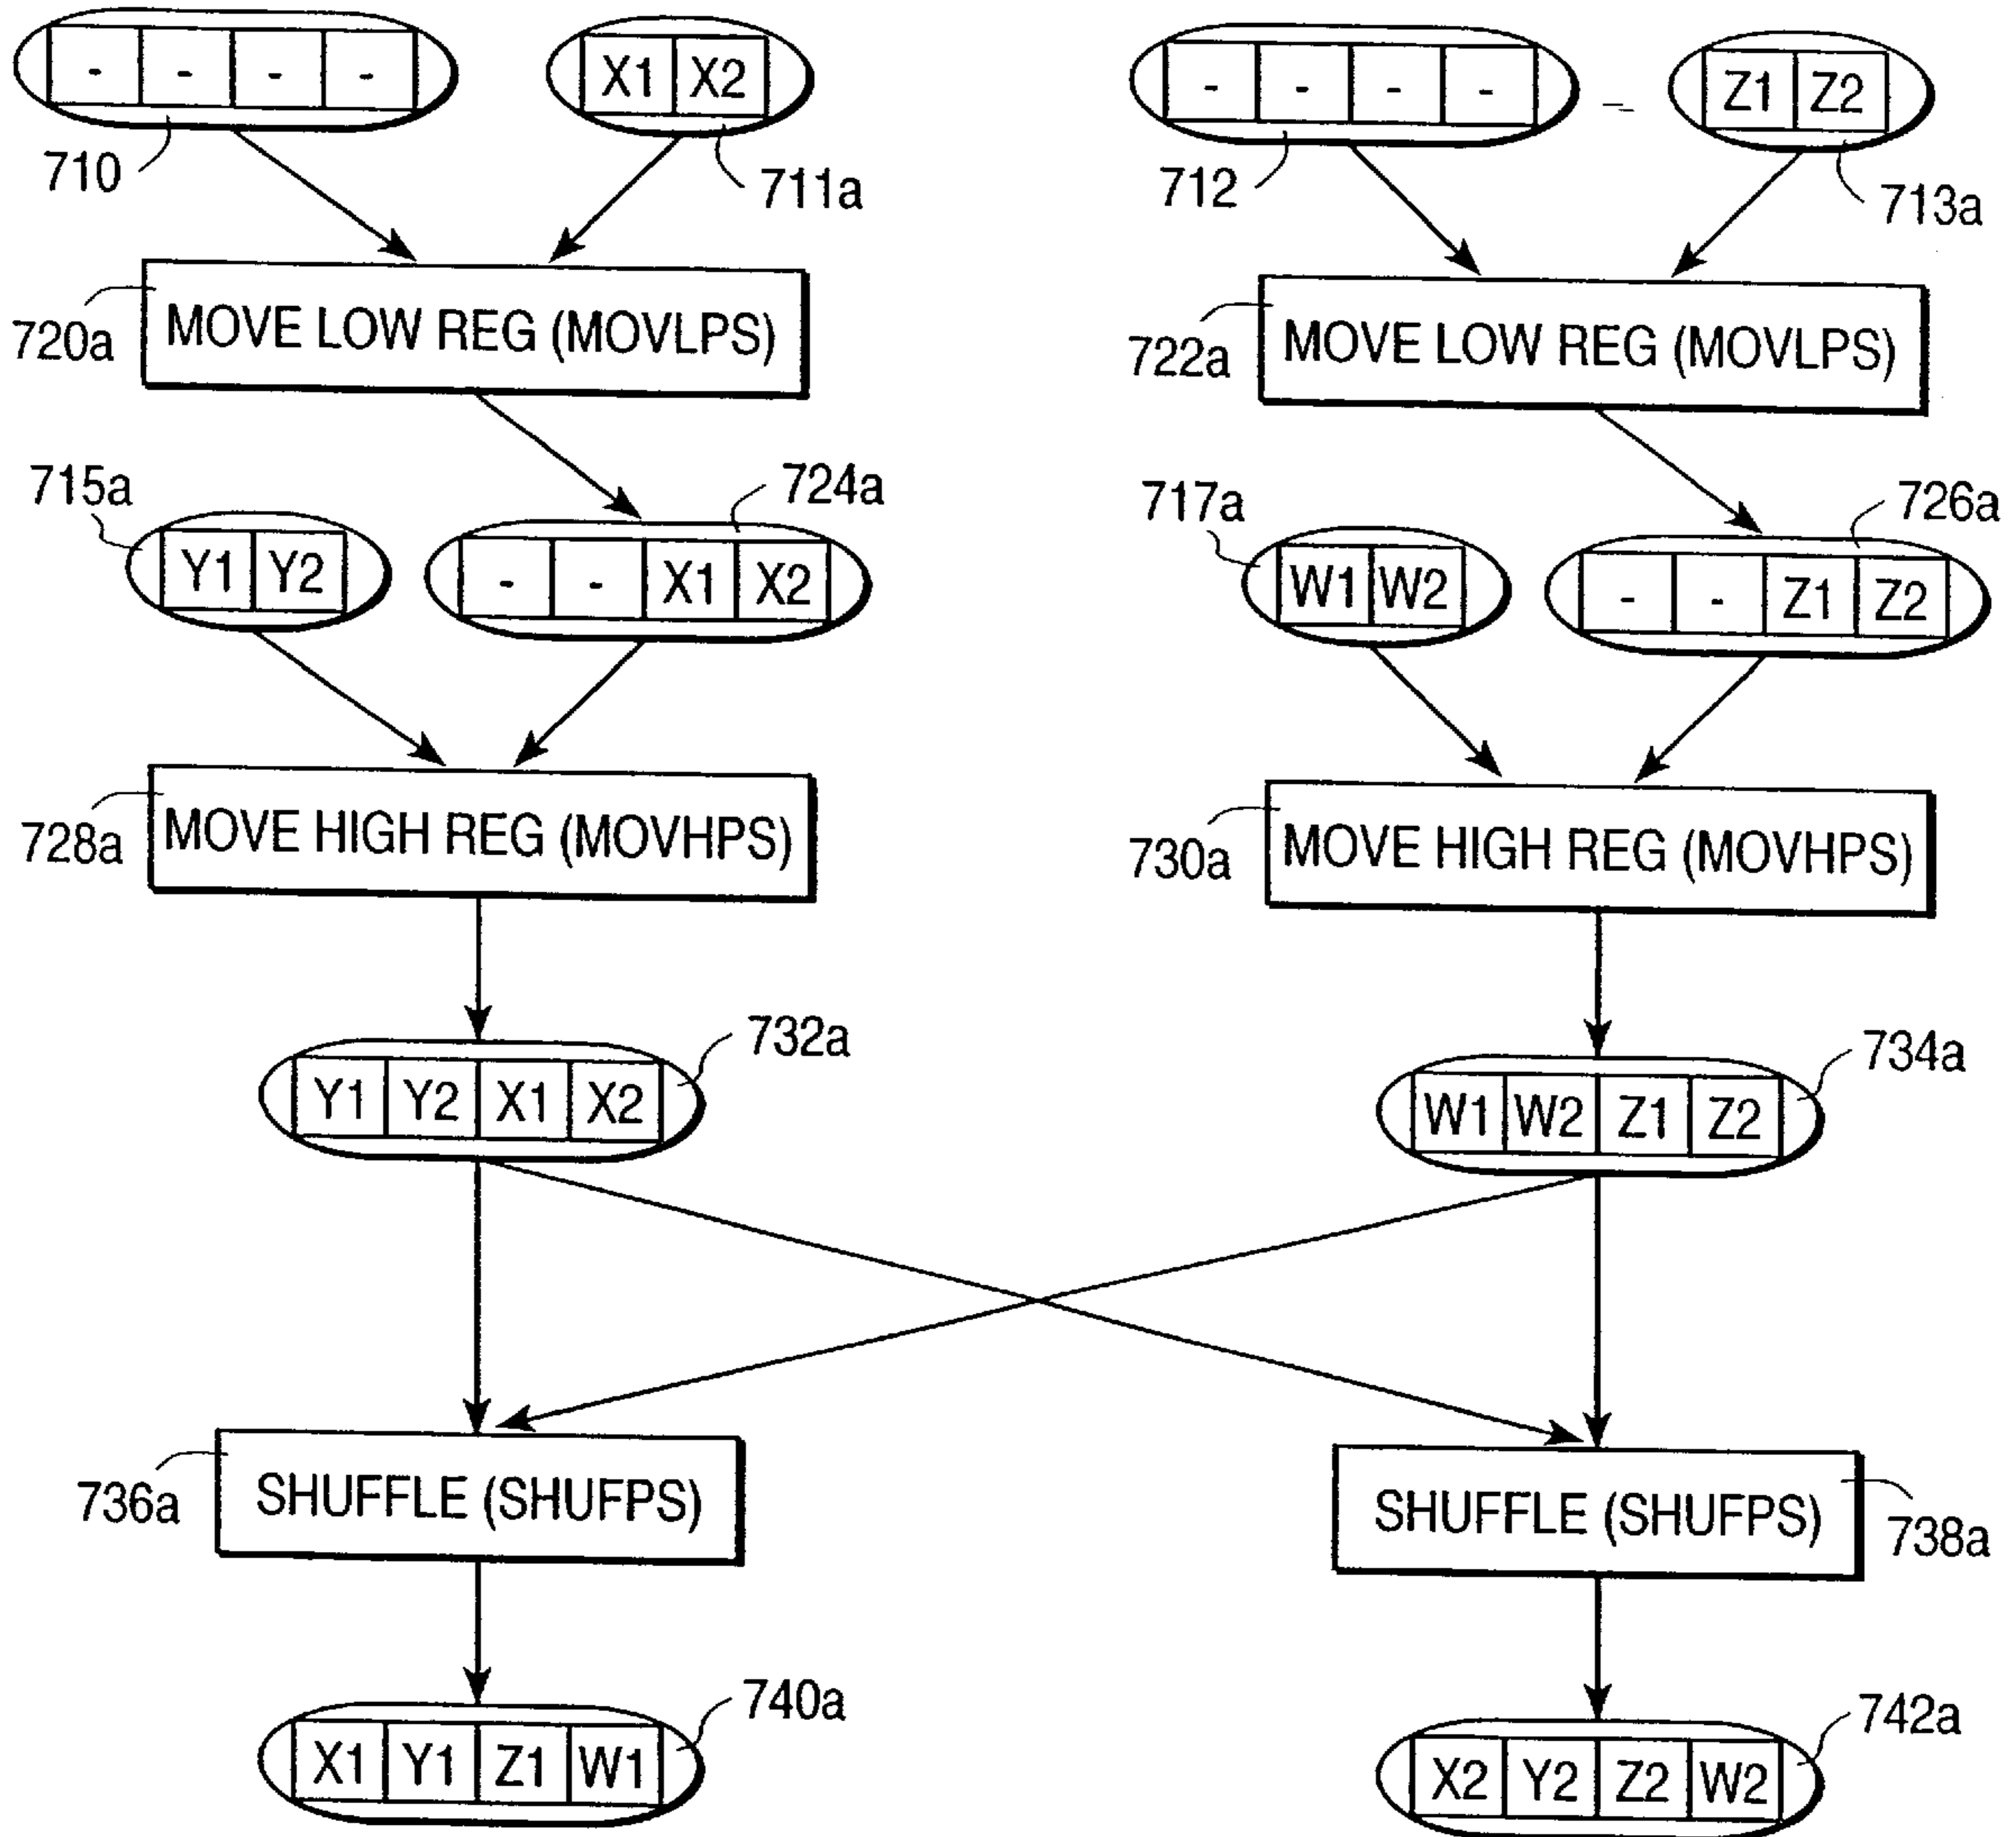 - - - -
X1 X2
- - - -
Z1 Z2
710
711a
712
713a
720a
MOVE LOW REG (MOVLPS)
722a
MOVE LOW REG (MOVLPS)
715a
724a
717a
726a
Y1 Y2
- - X1 X2
W1 W2
- - Z1 Z2
728a
MOVE HIGH REG (MOVHPS)
730a
MOVE HIGH REG (MOVHPS)
732a
734a
Y1 Y2 X1 X2
W1 W2 Z1 Z2
736a
SHUFFLE (SHUFPS)
SHUFFLE (SHUFPS)
738a
740a
742a
X1 Y1 Z1 W1
X2 Y2 Z2 W2